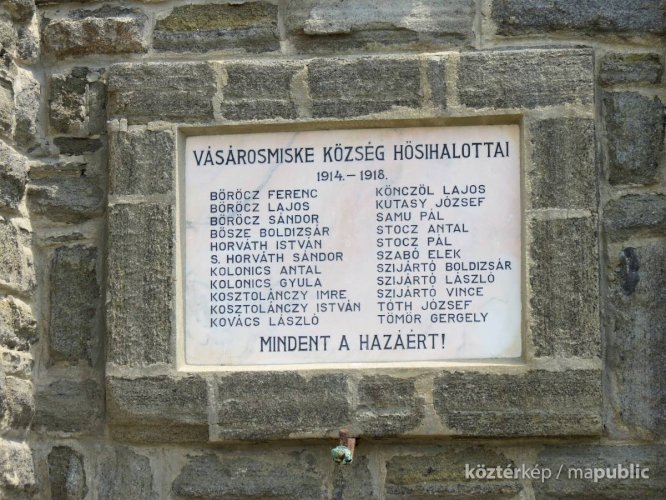 VÁSÁROSMISKE KÖZSÉG HŐSIHALOTTAI
1914.–1918.
BÖRÖCZ FERENC
BÖRÖCZ LAJOS
BÖRÖCZ SÁNDOR
BÖSZE BOLDIZSÁR
HORVÁTH ISTVÁN
S. HORVÁTH SÁNDOR
KOLONICS ANTAL
KOLONICS GYULA
KOSZTOLÁNCZY IMRE
KOSZTOLÁNCZY ISTVÁN
KOVÁCS LÁSZLÓ
KÖNCZÖL LAJOS
KUTASY JÓZSEF
SAMU PÁL
STOCZ ANTAL
STOCZ PÁL
SZABÓ ELEK
SZIJÁRTÓ BOLDIZSÁR
SZIJÁRTÓ LÁSZLÓ
SZIJÁRTÓ VINCE
TÓTH JÓZSEF
TÖMÖR GERGELY
MINDENT A HAZÁÉRT!
köztérkép / mapublic